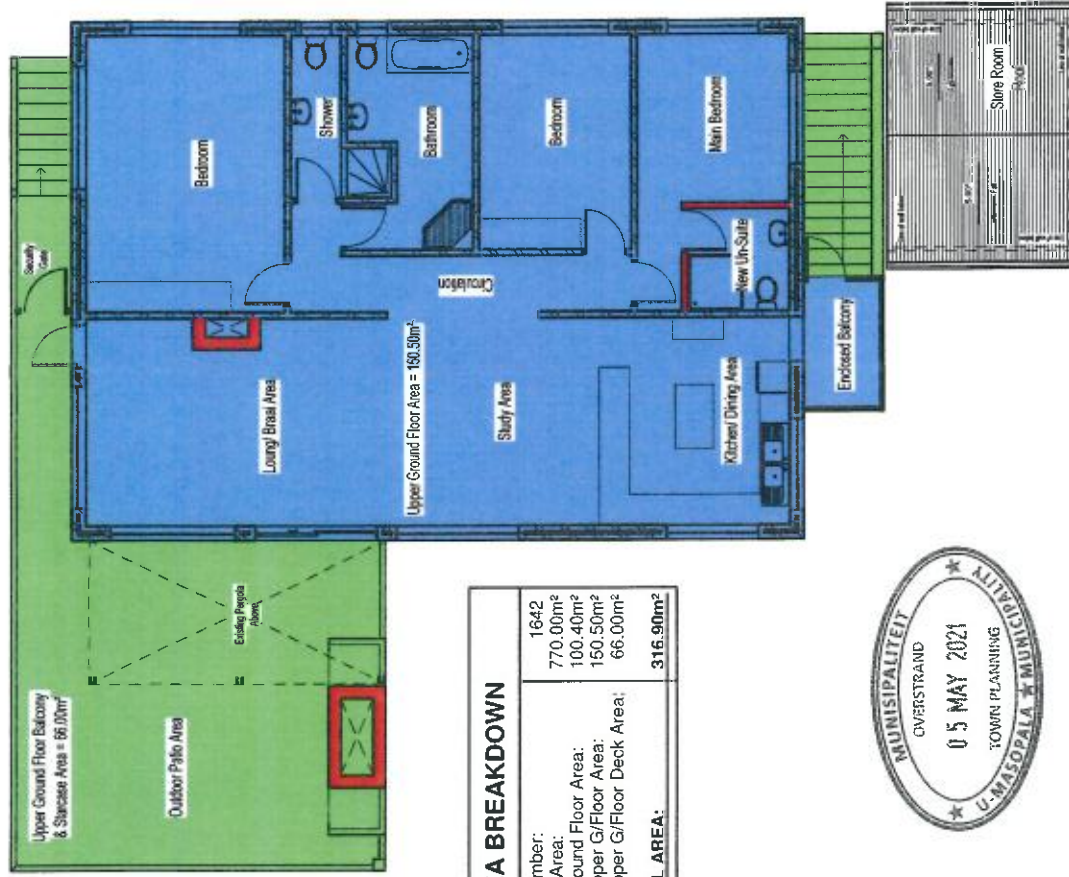 Upper Ground Floor Balcony
& Starcase Area = 66.00m²
Outdoor Patio Area
Existing Pergola
Above
Security
Gate
Bedroom
Shower
Bathroom
Bedroom
Main Bedroom
New Un-Suite
Circulation
Loung/ Braai Area
Upper Ground Floor Area = 150.50m²
Study Area
Kitchen/ Dining Area
Enclosed Balcony
Store Room
Roof
A BREAKDOWN
mber: 1642
Area: 770.00m²
ound Floor Area: 100.40m²
pper G/Floor Area: 150.50m²
pper G/Floor Deck Area: 66.00m²
L AREA: 316.90m²
MUNISIPALITEIT
OVERSTRAND
05 MAY 2021
TOWN PLANNING
U-MASOPALA ★ MUNICIPALITY